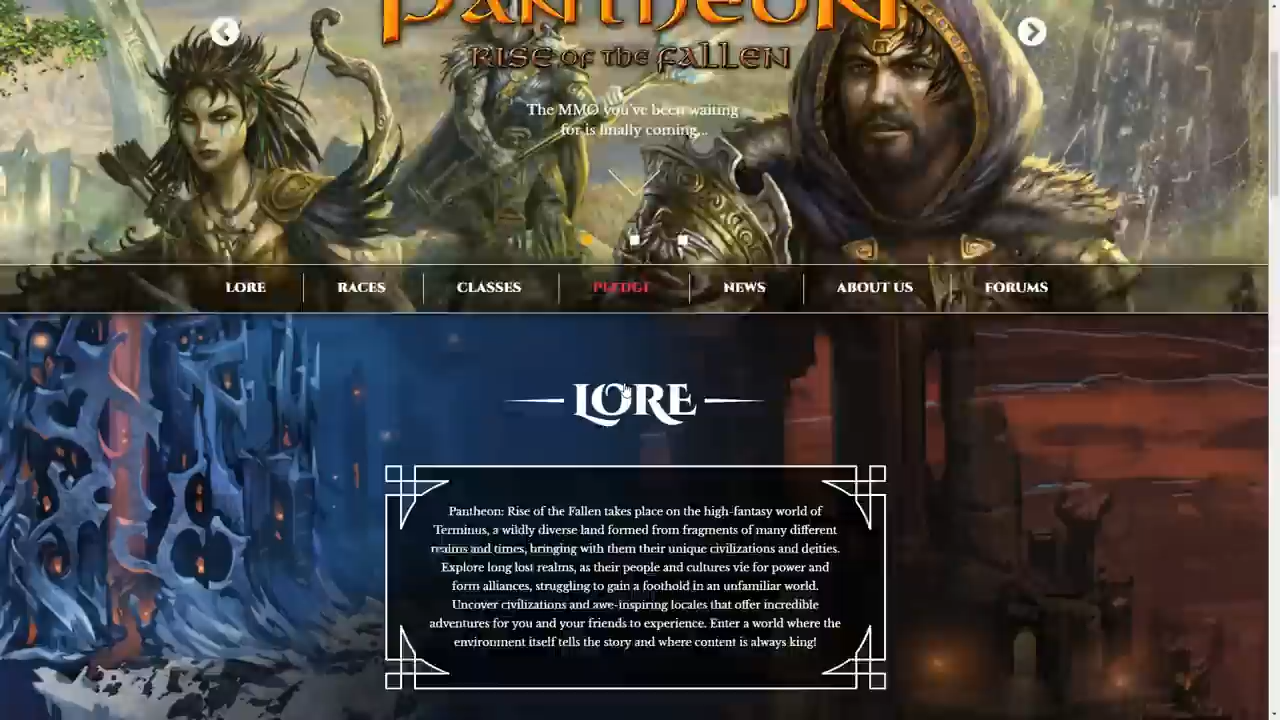 PANTHEON
RISE OF THE FALLEN
The MMO you've been waiting
for is finally coming...
LORE
RACES
CLASSES
PLEDGE
NEWS
ABOUT US
FORUMS
LORE
Pantheon: Rise of the Fallen takes place on the high-fantasy world of
Terminus, a wildly diverse land formed from fragments of many different
realms and times, bringing with them their unique civilizations and deities.
Explore long lost realms, as their people and cultures vie for power and
form alliances, struggling to gain a foothold in an unfamiliar world.
Uncover civilizations and awe-inspiring locales that offer incredible
adventures for you and your friends to experience. Enter a world where the
environment itself tells the story and where content is always king!